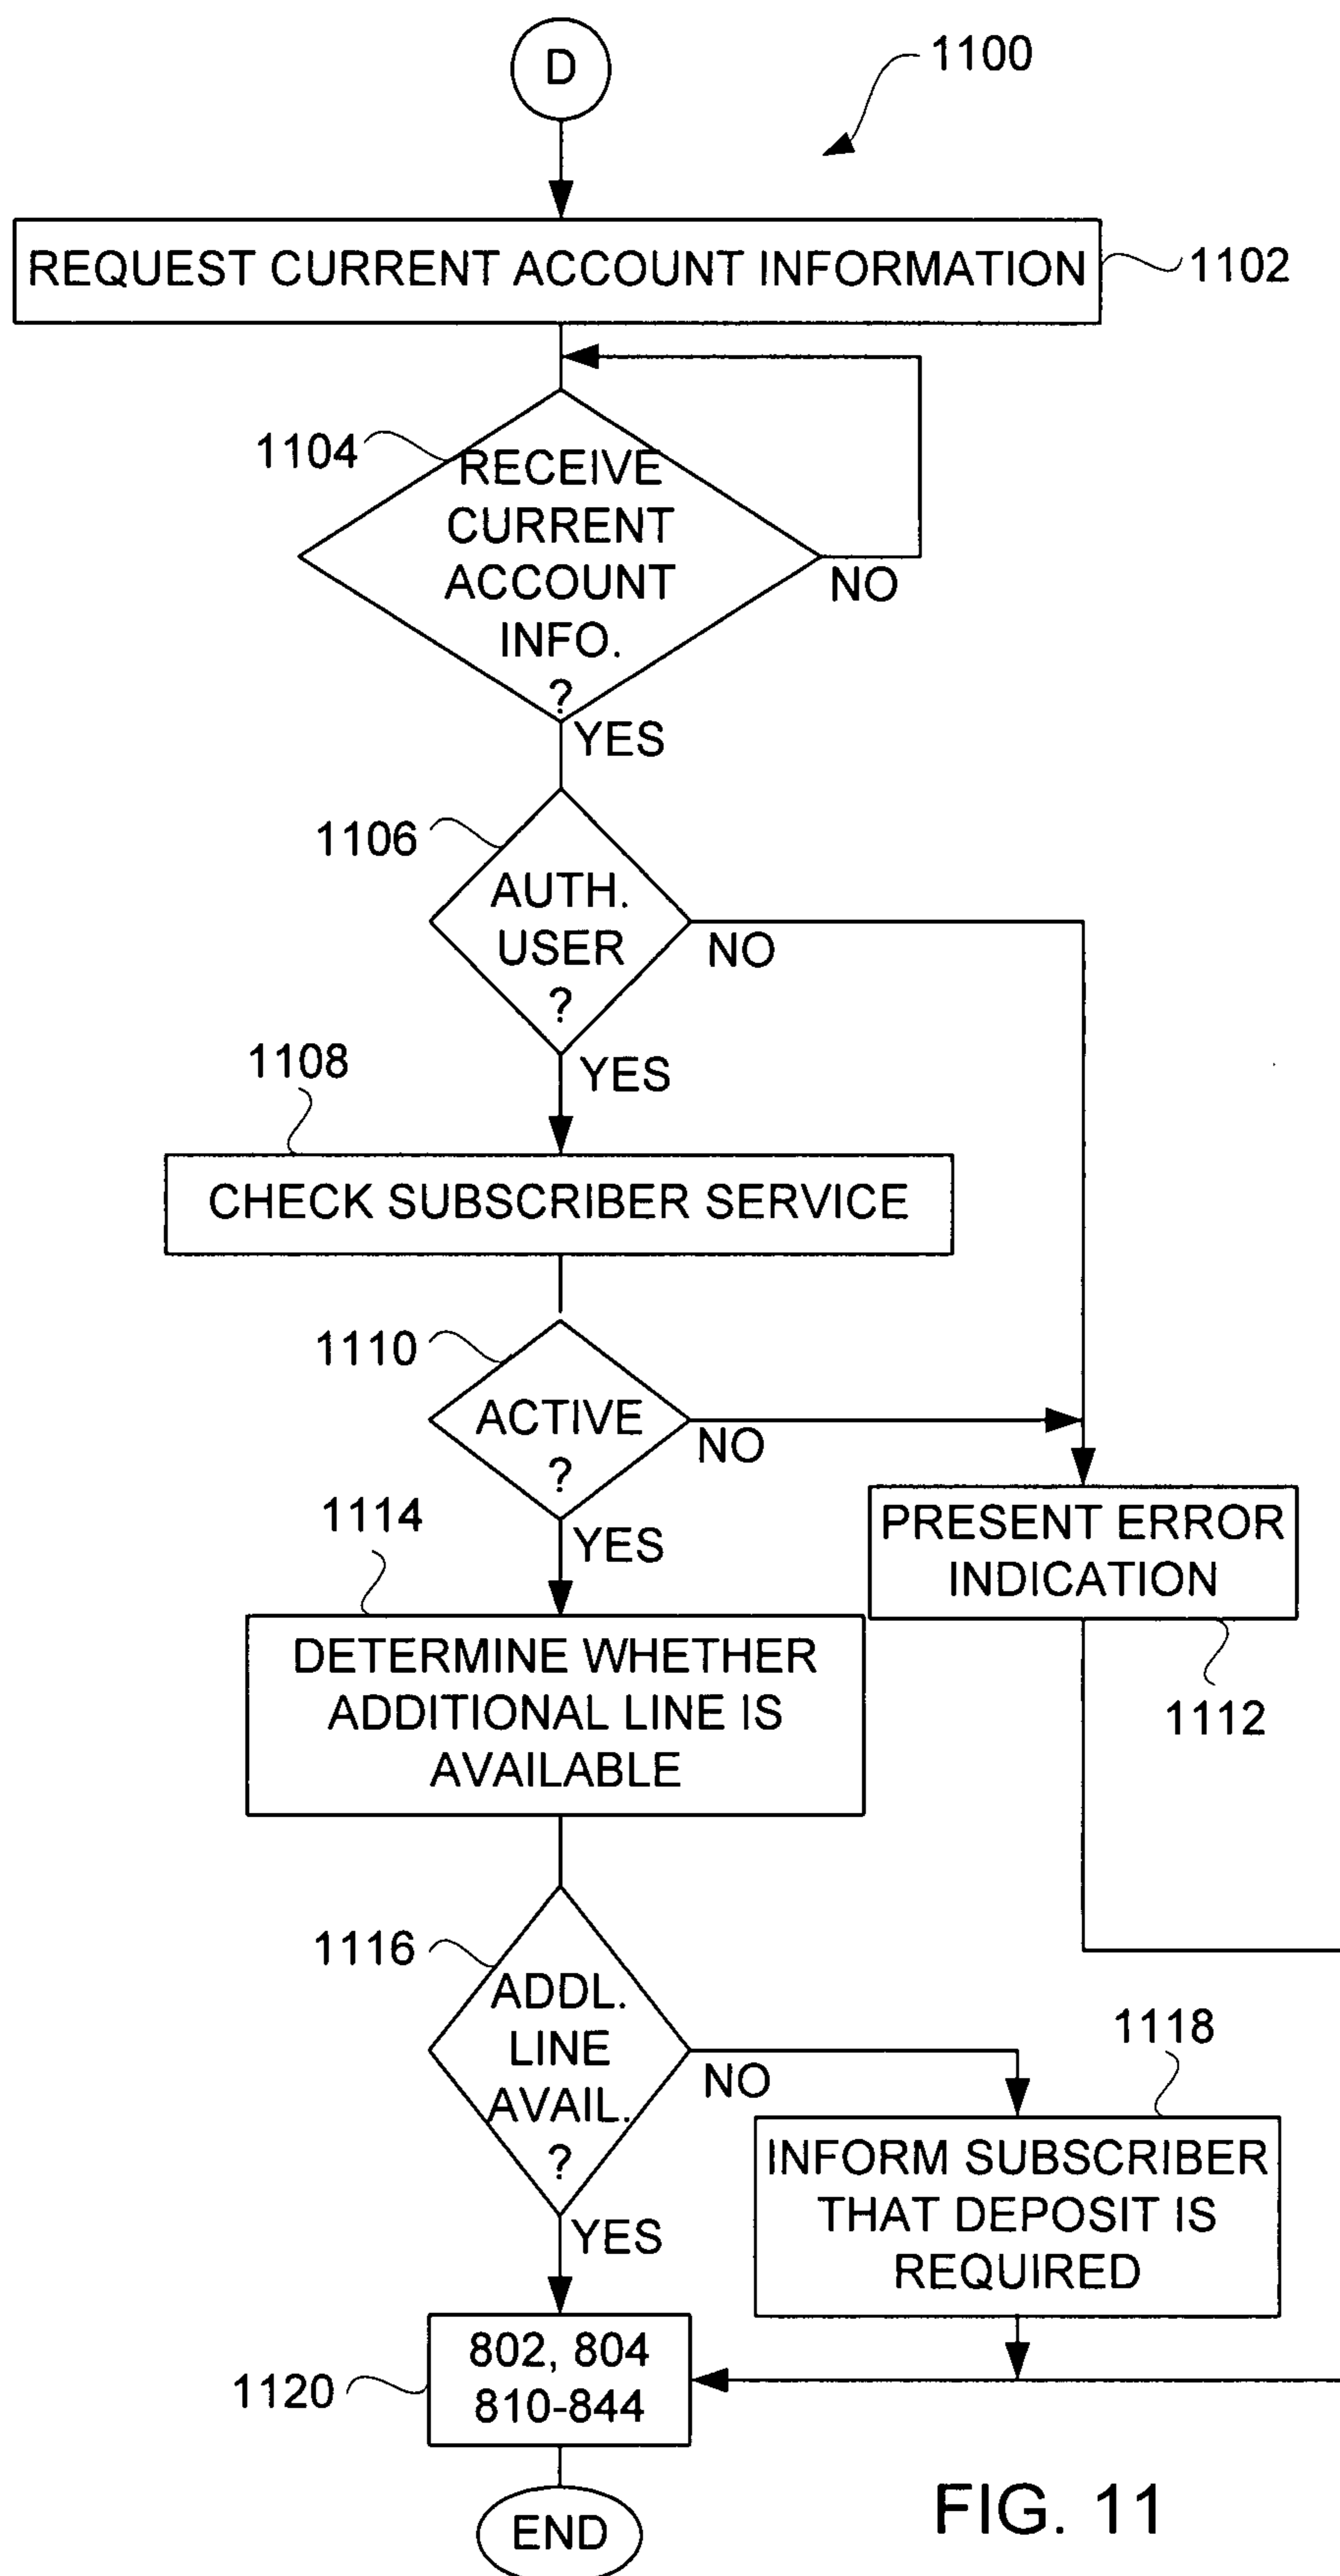 D
1100
REQUEST CURRENT ACCOUNT INFORMATION
1102
1104
RECEIVE
CURRENT
ACCOUNT
INFO.
?
NO
YES
1106
AUTH.
USER
?
NO
YES
1108
CHECK SUBSCRIBER SERVICE
1110
ACTIVE
?
NO
YES
1114
PRESENT ERROR
INDICATION
1112
DETERMINE WHETHER
ADDITIONAL LINE IS
AVAILABLE
1116
ADDL.
LINE
AVAIL.
?
NO
YES
1118
INFORM SUBSCRIBER
THAT DEPOSIT IS
REQUIRED
802, 804
810-844
1120
END
FIG. 11